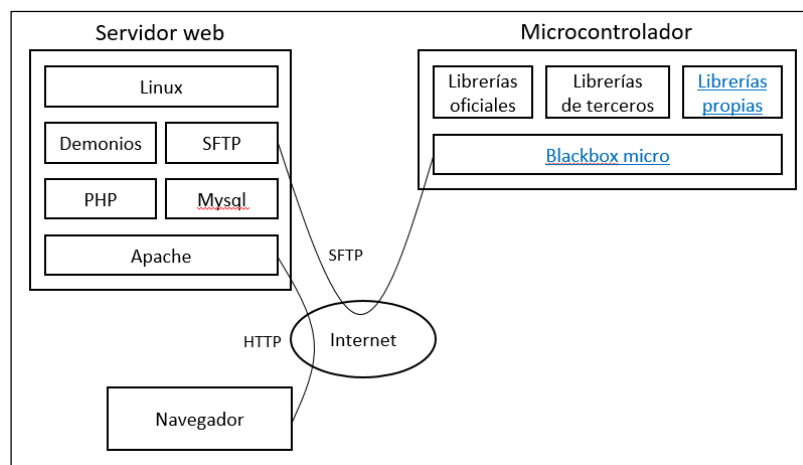 Servidor web
Linux
Demonios
SFTP
PHP
Mysql
Apache
Microcontrolador
Librerías
oficiales
Librerías
de terceros
Librerías
propias
Blackbox micro
SFTP
HTTP
Internet
Navegador